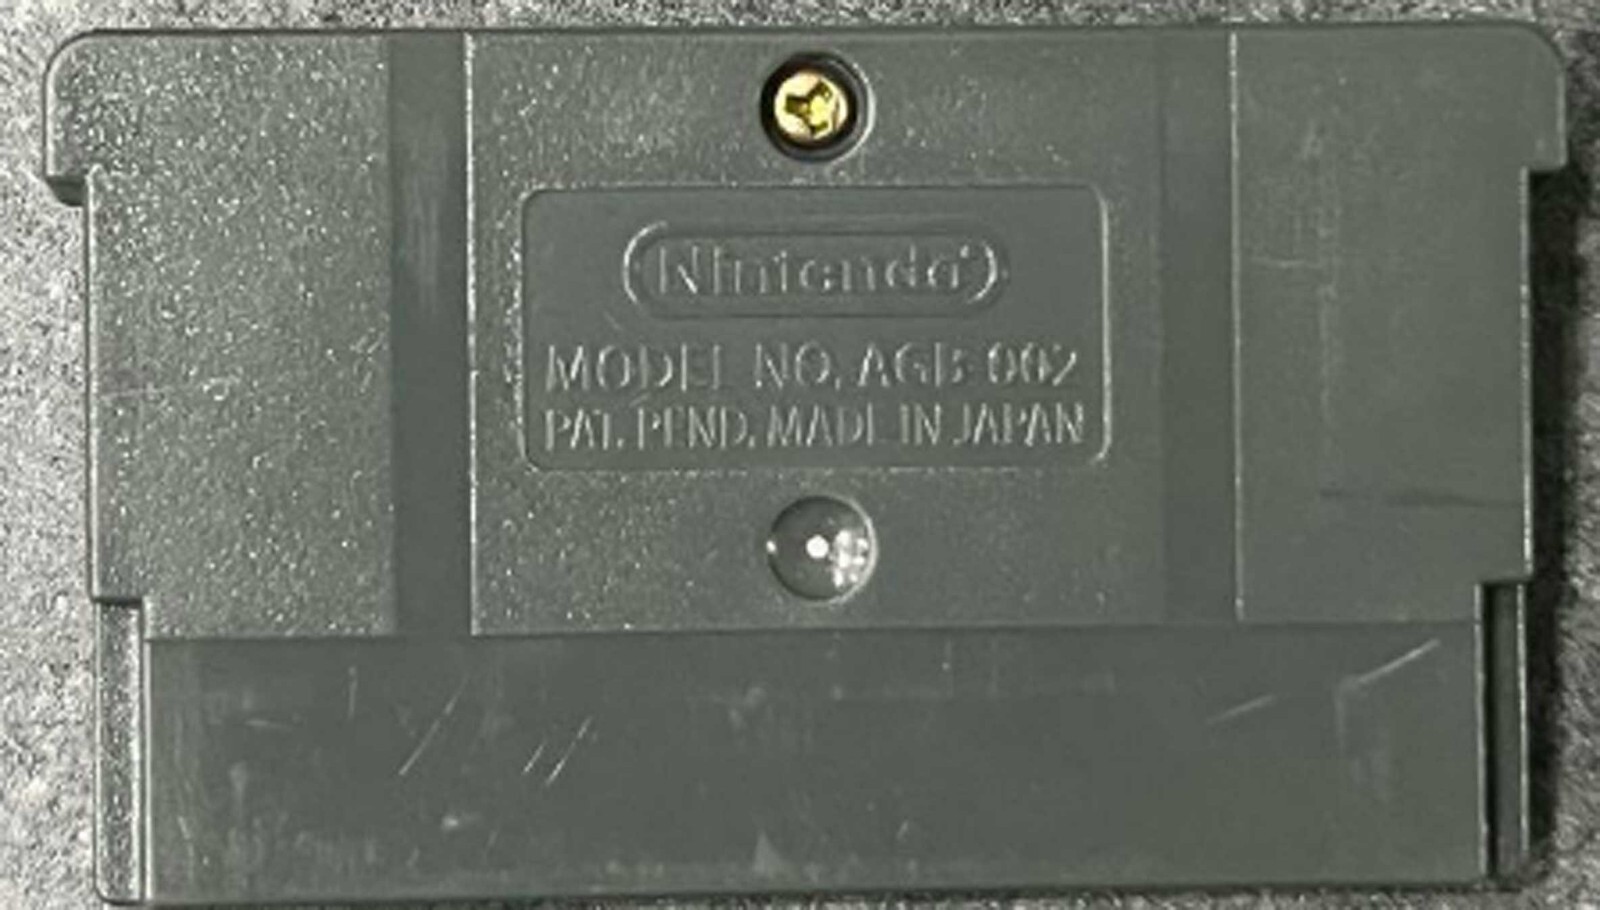 Nintendo®
MODEL NO. AGB-002
PAT. PEND. MADE IN JAPAN